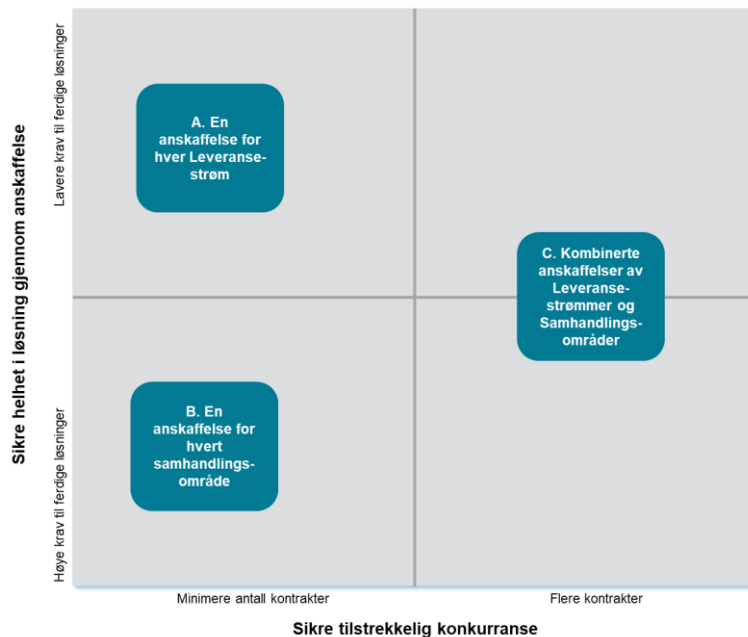 Sikre helhet i løsning gjennom anskaffelse
Lavere krav til ferdige løsninger
Høye krav til ferdige løsninger
A. En
anskaffelse for
hver Leveranse-
strøm
C. Kombinerte
anskaffelser av
Leveranse-
strømmer og
Samhandlings-
områder
B. En
anskaffelse for
hvert
samhandlings-
område
Minimere antall kontrakter
Flere kontrakter
Sikre tilstrekkelig konkurranse